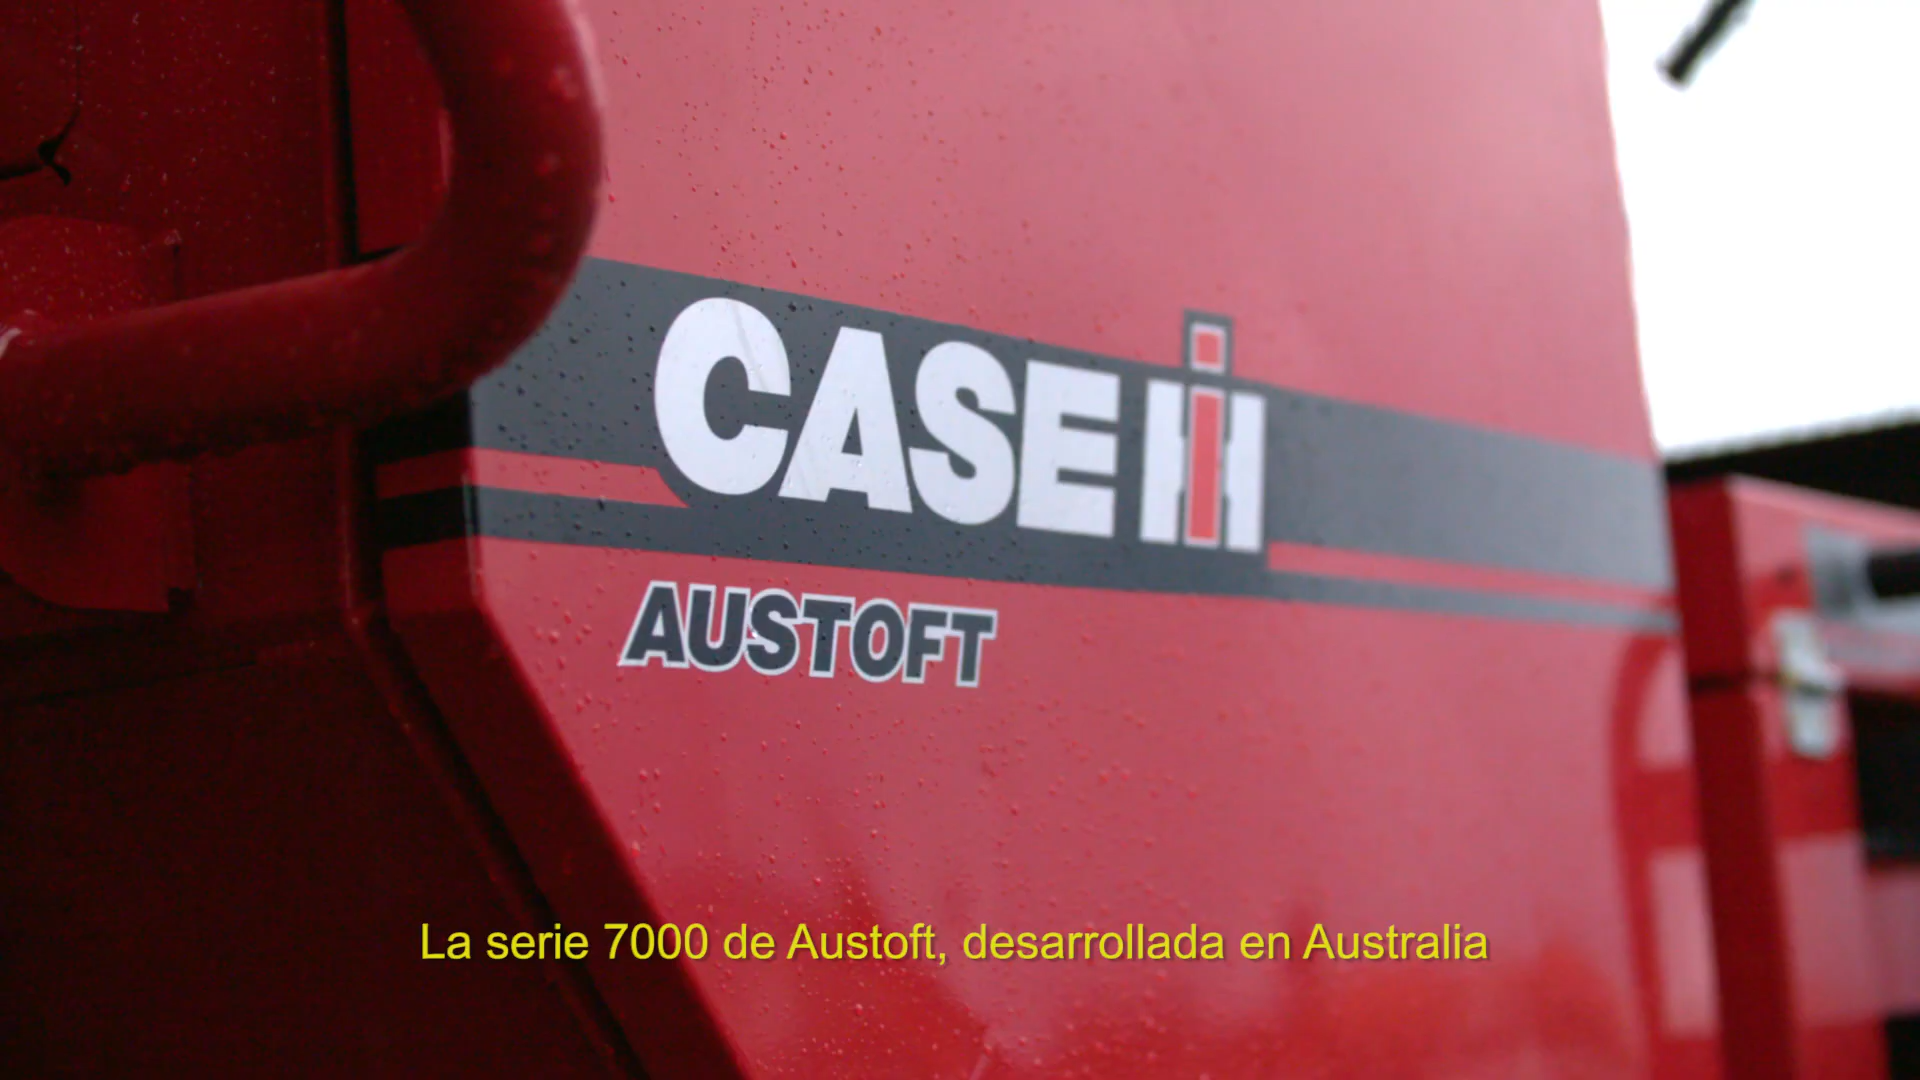 CASE IH
AUSTOFT
La serie 7000 de Austoft, desarrollada en Australia